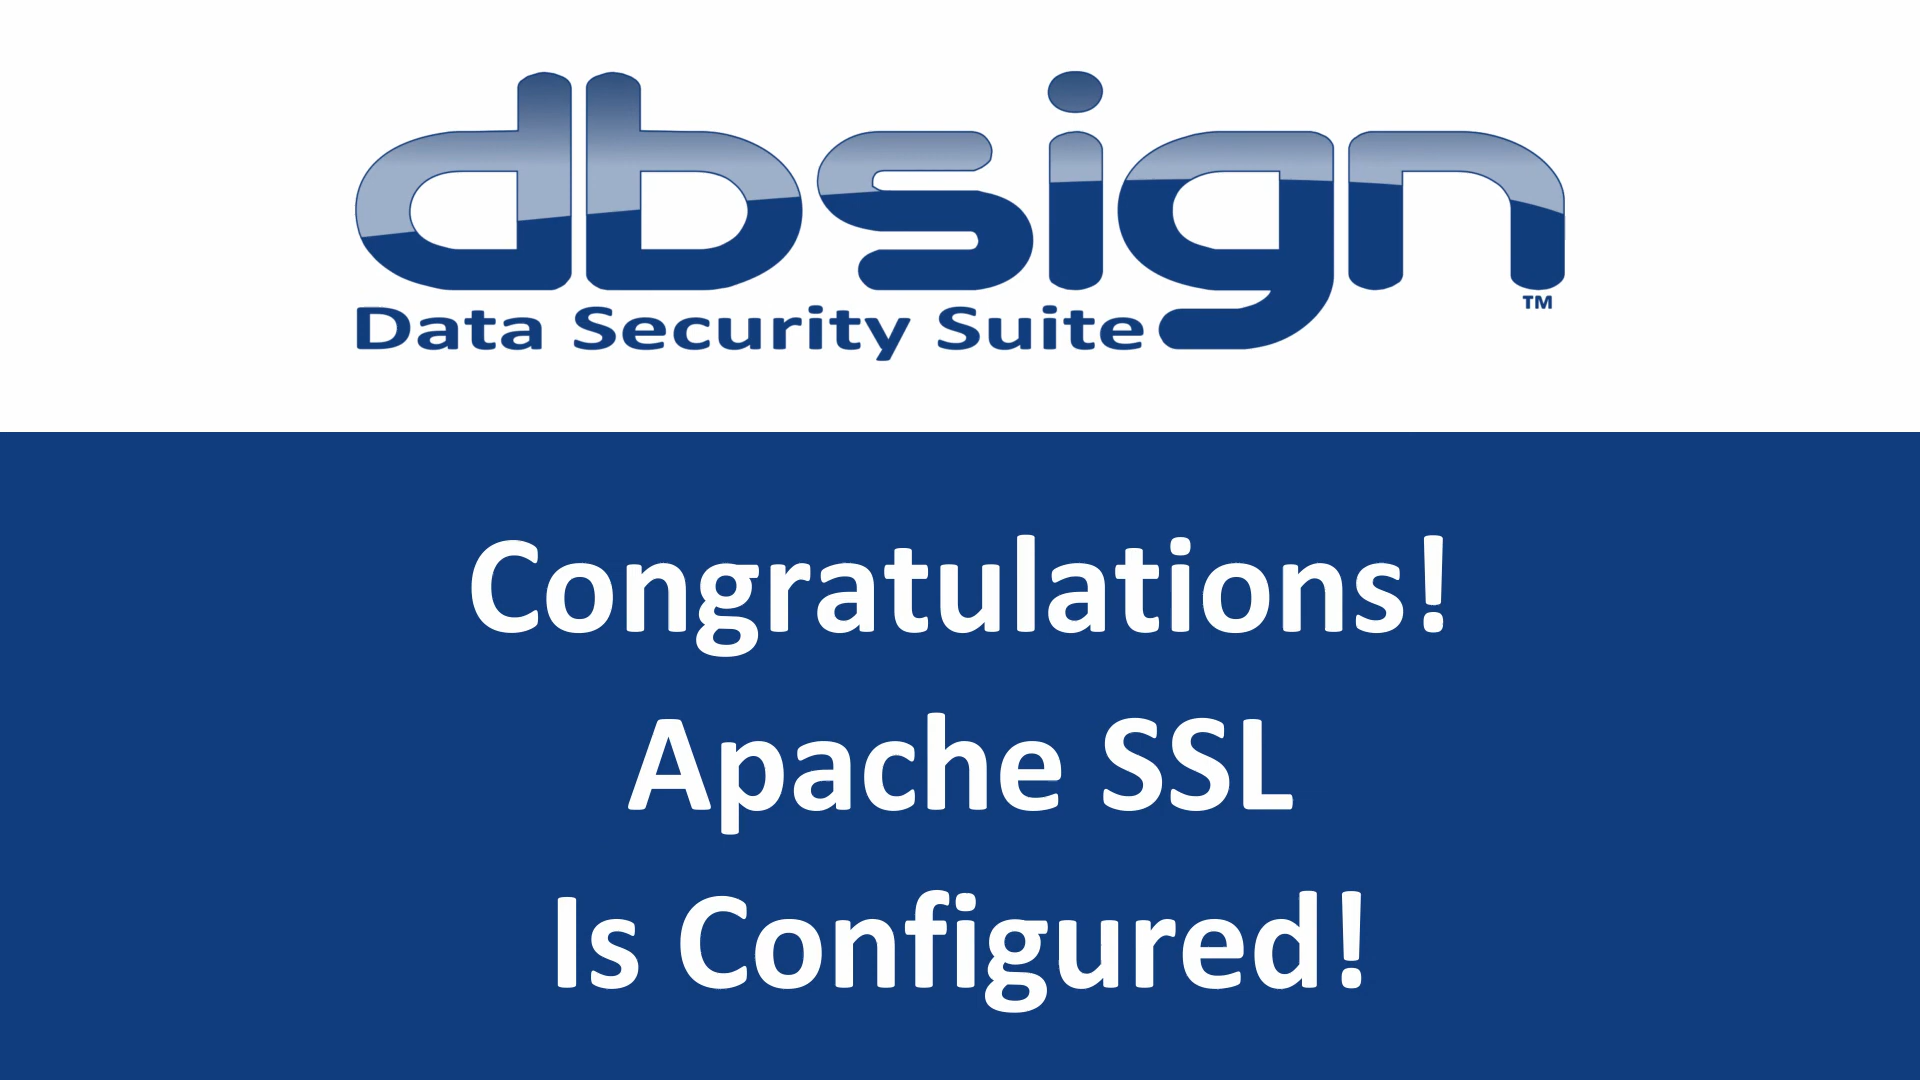 dbsign
™
Data Security Suite
Congratulations!
Apache SSL
Is Configured!